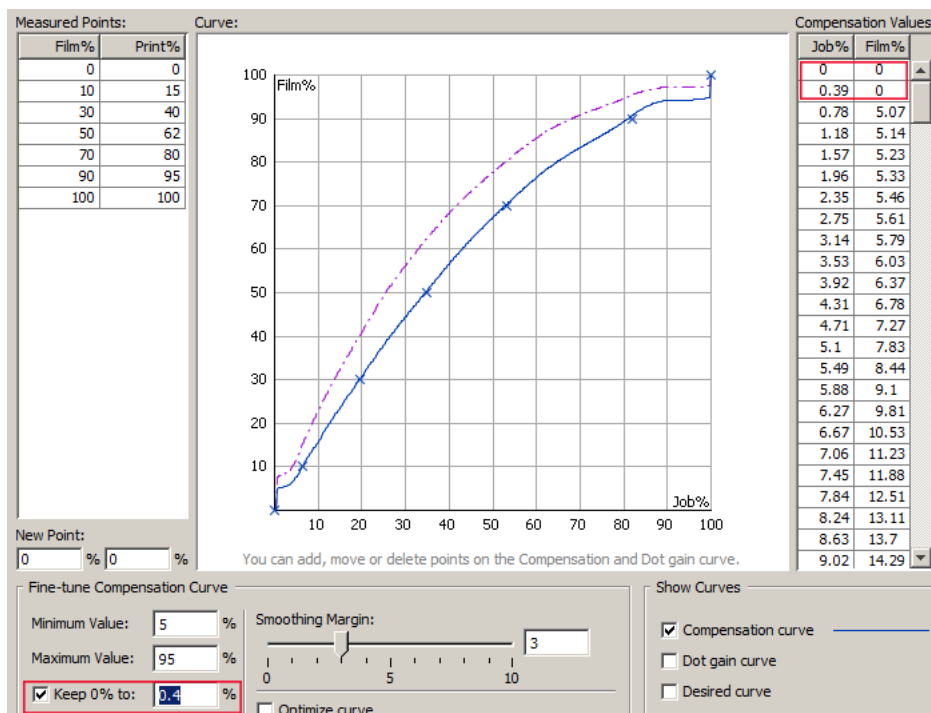 Measured Points: Curve: Compensation Values
Film% Print%
0 0
10 15
30 40
50 62
70 80
90 95
100 100
Film%
100
90
80
70
60
50
40
30
20
10
Job%
10 20 30 40 50 60 70 80 90 100
You can add, move or delete points on the Compensation and Dot gain curve.
Job% Film%
0 0
0.39 0
0.78 5.07
1.18 5.14
1.57 5.23
1.96 5.33
2.35 5.46
2.75 5.61
3.14 5.79
3.53 6.03
3.92 6.37
4.31 6.78
4.71 7.27
5.1 7.83
5.49 8.44
5.88 9.1
6.27 9.81
6.67 10.53
7.06 11.23
7.45 11.88
7.84 12.51
8.24 13.11
8.63 13.7
9.02 14.29
New Point:
0 % 0 %
Fine-tune Compensation Curve
Minimum Value: 5 %
Maximum Value: 95 %
Keep 0% to: 0.4 %
Smoothing Margin:
3
0 5 10
Optimize curve
Show Curves
Compensation curve
Dot gain curve
Desired curve